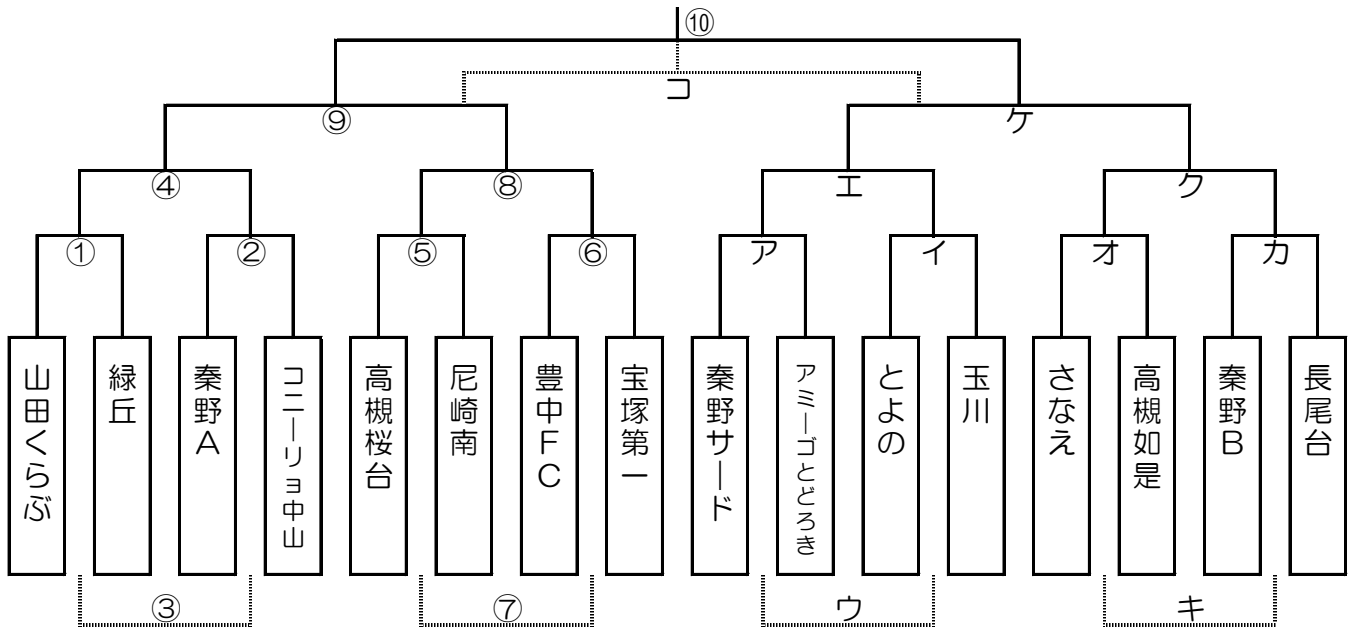 ⑩
コ
⑨
ケ
④
⑧
エ
ク
①
②
⑤
⑥
ア
イ
オ
カ
山田くらぶ
緑丘
秦野A
コニーリョ中山
高槻桜台
尼崎南
豊中FC
宝塚第一
秦野サード
アミーゴとどろき
とよの
玉川
さなえ
高槻如是
秦野B
長尾台
③
⑦
ウ
キ